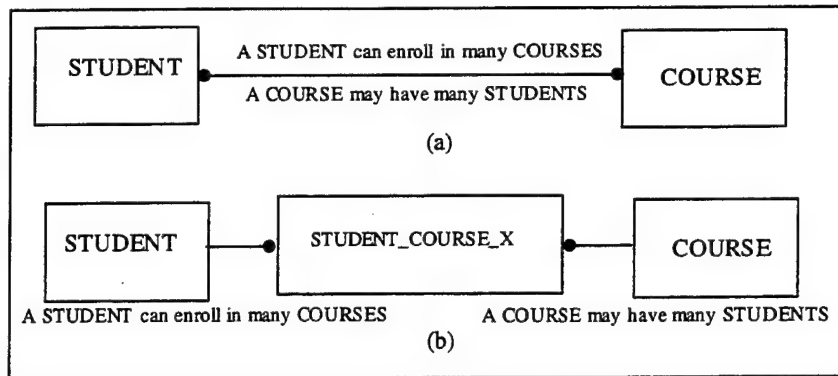 STUDENT
A STUDENT can enroll in many COURSES
A COURSE may have many STUDENTS
COURSE
(a)
STUDENT
STUDENT_COURSE_X
COURSE
A STUDENT can enroll in many COURSES
A COURSE may have many STUDENTS
(b)